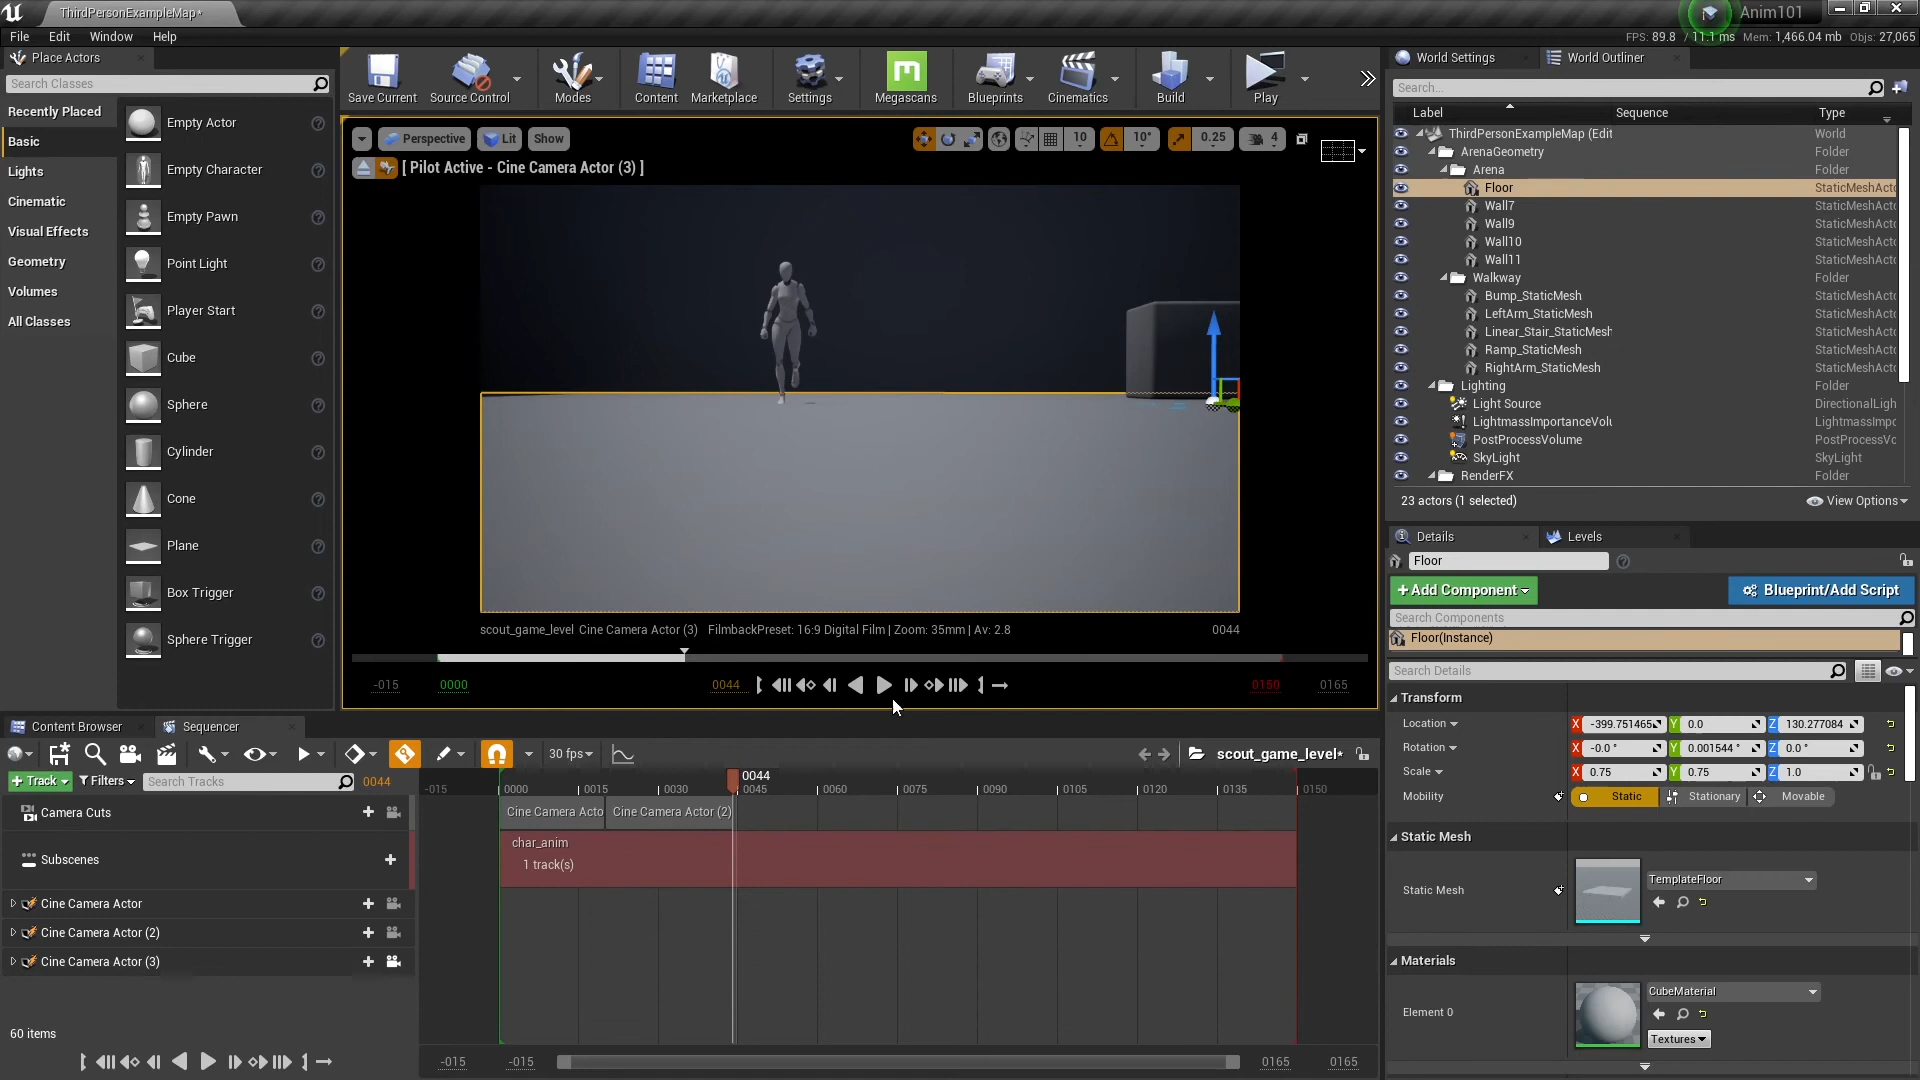 ThirdPersonExampleMap*
Anim101
File Edit Window Help
FPS: 89.8 / 11.1 ms Mem: 1,466.04 mb Objs: 27,065
Place Actors
Search Classes
Recently Placed
Basic
Lights
Cinematic
Visual Effects
Geometry
Volumes
All Classes
Empty Actor
Empty Character
Empty Pawn
Point Light
Player Start
Cube
Sphere
Cylinder
Cone
Plane
Box Trigger
Sphere Trigger
Save Current
Source Control
Modes
Content
Marketplace
Settings
Megascans
Blueprints
Cinematics
Build
Play
Perspective
Lit
Show
10
10°
0.25
4
[ Pilot Active - Cine Camera Actor (3) ]
scout_game_level Cine Camera Actor (3) FilmbackPreset: 16:9 Digital Film | Zoom: 35mm | Av: 2.8
0044
-015
0000
0044
0150
0165
World Settings
World Outliner
Search...
Label Sequence Type
ThirdPersonExampleMap (Edit World
ArenaGeometry Folder
Arena Folder
Floor StaticMeshActo
Wall7 StaticMeshActo
Wall9 StaticMeshActo
Wall10 StaticMeshActo
Wall11 StaticMeshActo
Walkway Folder
Bump_StaticMesh StaticMeshActo
LeftArm_StaticMesh StaticMeshActo
Linear_Stair_StaticMesh StaticMeshActo
Ramp_StaticMesh StaticMeshActo
RightArm_StaticMesh StaticMeshActo
Lighting Folder
Light Source DirectionalLigh
LightmassImportanceVolu LightmassImpo
PostProcessVolume PostProcessVo
SkyLight SkyLight
RenderFX Folder
23 actors (1 selected)
View Options
Details
Levels
Floor
+ Add Component
Blueprint/Add Script
Search Components
Floor(Instance)
Search Details
Transform
Location X -399.751465 Y 0.0 Z 130.277084
Rotation X -0.0 ° Y 0.001544 ° Z 0.0 °
Scale X 0.75 Y 0.75 Z 1.0
Mobility Static Stationary Movable
Static Mesh
Static Mesh
TemplateFloor
Materials
Element 0
CubeMaterial
Textures
Content Browser
Sequencer
30 fps
scout_game_level*
+ Track
Filters
Search Tracks
0044
Camera Cuts
Subscenes
Cine Camera Actor
Cine Camera Actor (2)
Cine Camera Actor (3)
60 items
0044
-015 0000 0015 0030 0045 0060 0075 0090 0105 0120 0135 0150
Cine Camera Acto
Cine Camera Actor (2)
char_anim
1 track(s)
-015
-015
0165
0165